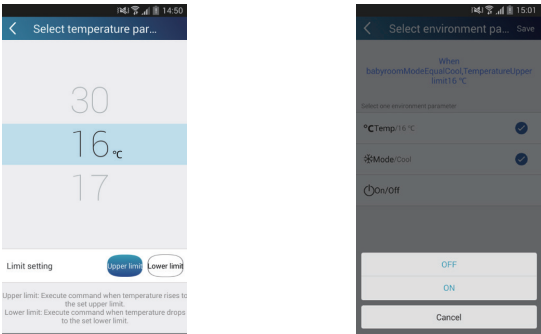 14:50
Select temperature par...
30
16 °C
17
Limit setting
Upper limit
Lower limit
Upper limit: Execute command when temperature rises to
the set upper limit.
Lower limit: Execute command when temperature drops
to the set lower limit.
15:01
Select environment pa... Save
When
babyroomModeEqualCool,TemperatureUpper
limit16 °C
Select one environment parameter
°CTemp/16 °C
Mode/Cool
On/Off
OFF
ON
Cancel